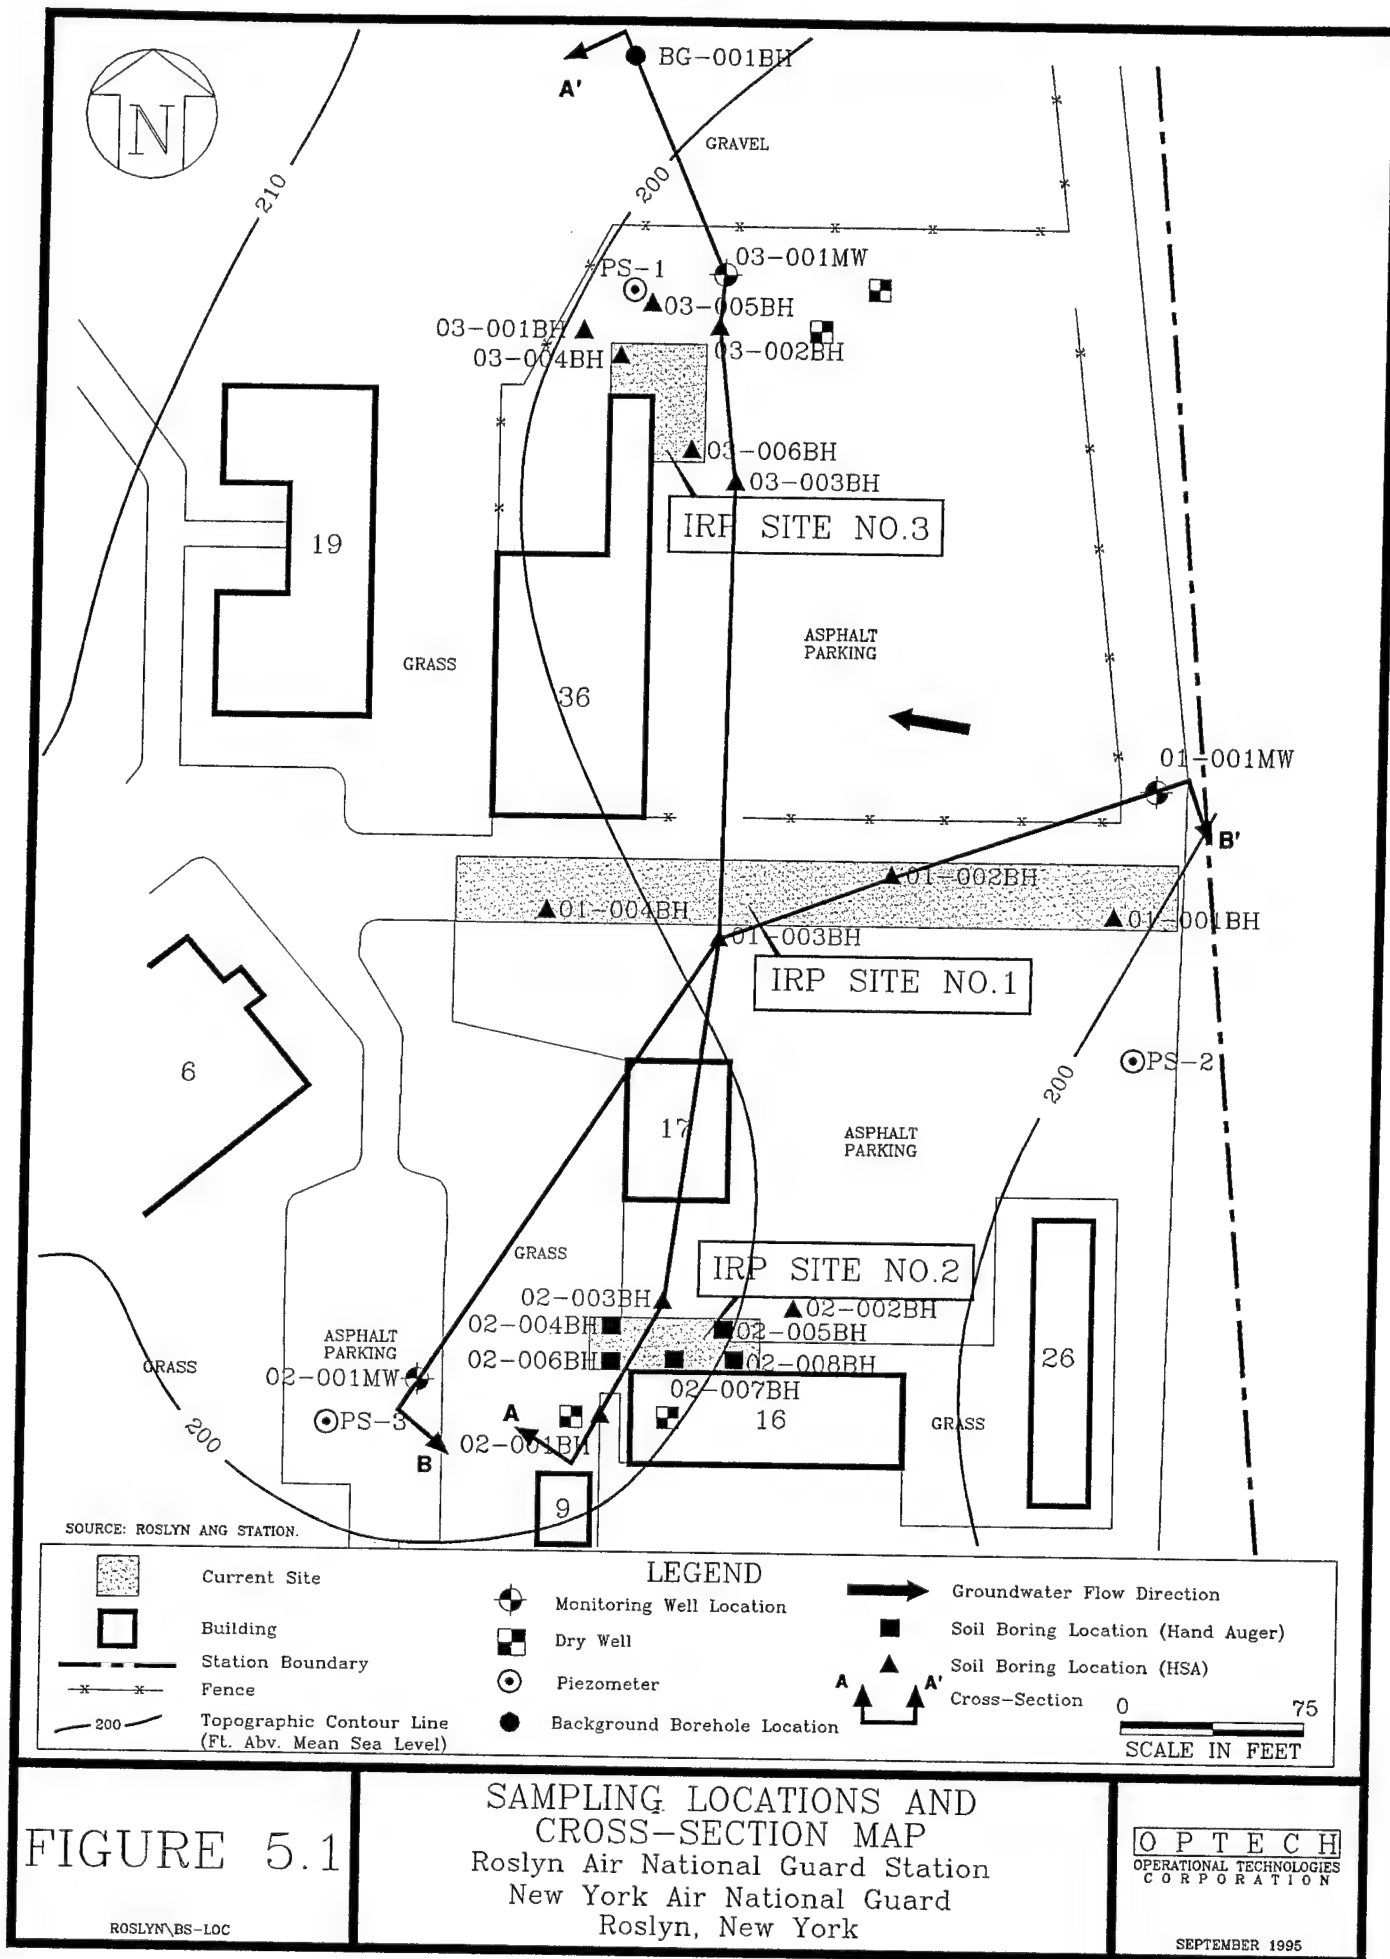 BG-001BH
A'
N
GRAVEL
210
200
03-001MW
PS-1
03-005BH
03-001BH
03-002BH
03-004BH
03-006BH
03-003BH
IRP SITE NO.3
19
ASPHALT
PARKING
GRASS
36
01-001MW
B'
01-002BH
01-004BH
01-001BH
01-003BH
IRP SITE NO.1
6
PS-2
200
17
ASPHALT
PARKING
GRASS
IRP SITE NO.2
02-003BH
02-002BH
02-004BH
02-005BH
ASPHALT
PARKING
GRASS
02-006BH
02-008BH
26
02-001MW
02-007BH
A
16
GRASS
PS-3
200
02-001BH
B
9
SOURCE: ROSLYN ANG STATION.
LEGEND
Current Site
Building
Station Boundary
Fence
200
Topographic Contour Line
(Ft. Abv. Mean Sea Level)
Monitoring Well Location
Dry Well
Piezometer
Background Borehole Location
Groundwater Flow Direction
Soil Boring Location (Hand Auger)
Soil Boring Location (HSA)
A A' Cross-Section
0 75
SCALE IN FEET
FIGURE 5.1
ROSLYN\BS-LOC
SAMPLING LOCATIONS AND
CROSS-SECTION MAP
Roslyn Air National Guard Station
New York Air National Guard
Roslyn, New York
OPTECH
OPERATIONAL TECHNOLOGIES
CORPORATION
SEPTEMBER 1995